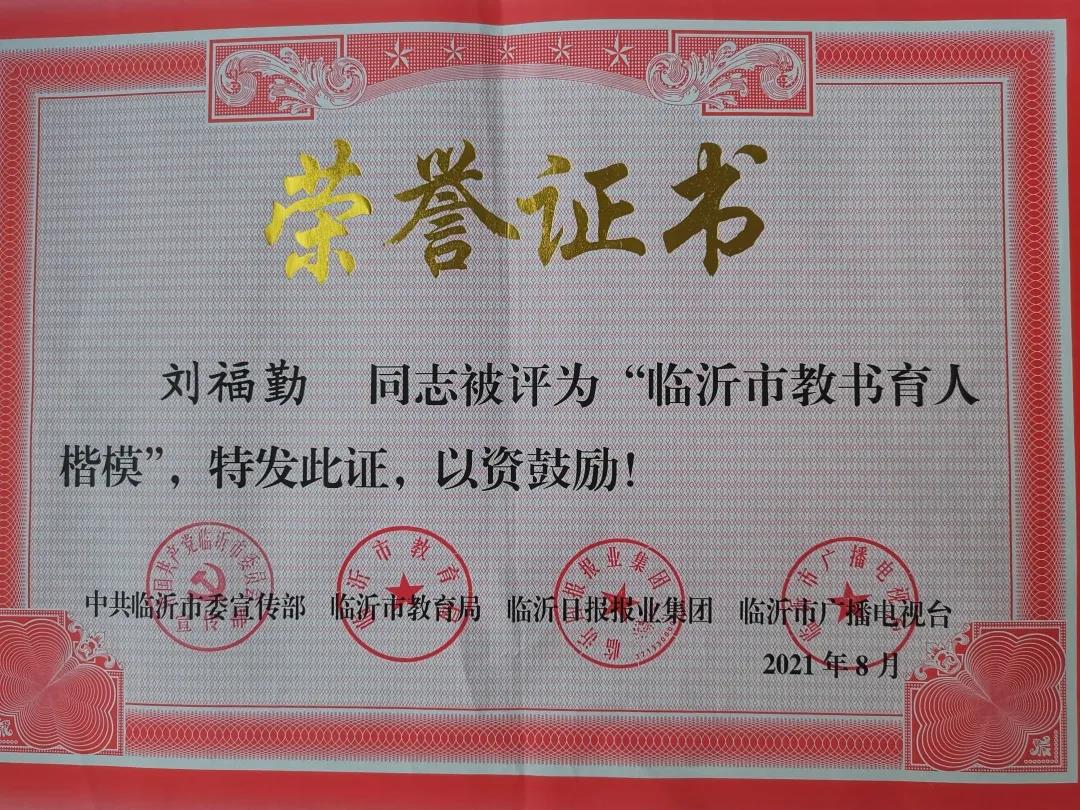 荣誉证书
刘福勤 同志被评为“临沂市教书育人
楷模”，特发此证，以资鼓励！
中共临沂市委宣传部 临沂市教育局 临沂日报报业集团 临沂市广播电视台
2021年8月